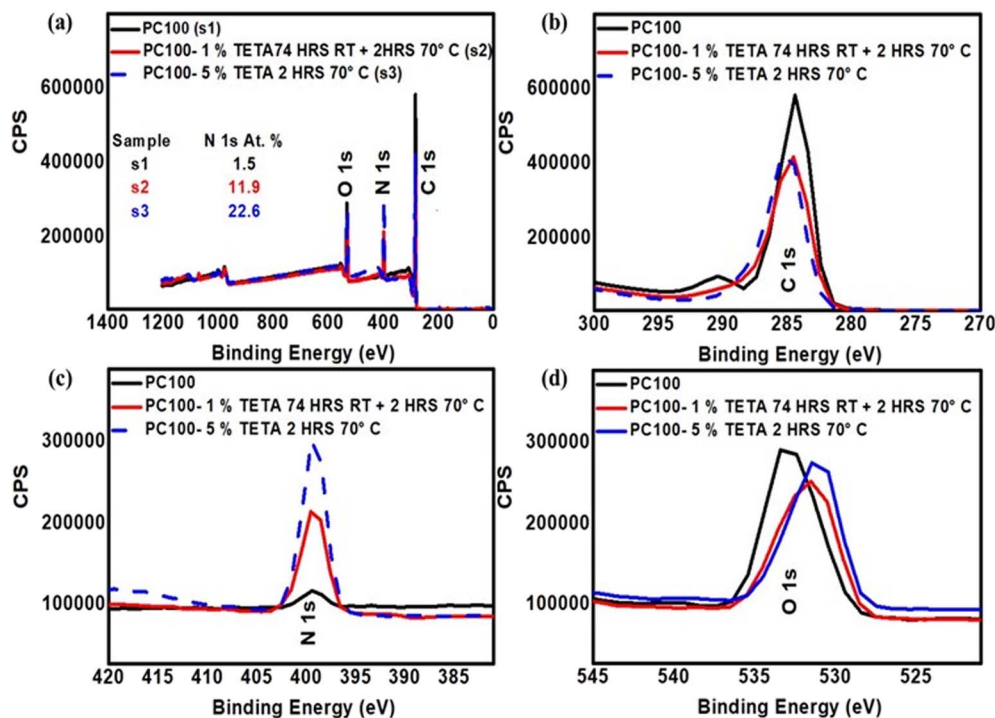 (a)
PC100 (s1)
PC100- 1 % TETA74 HRS RT + 2HRS 70° C (s2)
PC100- 5 % TETA 2 HRS 70° C (s3)
CPS
600000
400000
200000
0
Sample N 1s At. %
s1 1.5
s2 11.9
s3 22.6
O 1s
N 1s
C 1s
1400 1200 1000 800 600 400 200 0
Binding Energy (eV)
(b)
PC100
PC100- 1 % TETA 74 HRS RT + 2 HRS 70° C
PC100- 5 % TETA 2 HRS 70° C
CPS
600000
400000
200000
0
C 1s
300 295 290 285 280 275 270
Binding Energy (eV)
(c)
PC100
PC100- 1 % TETA 74 HRS RT + 2 HRS 70° C
PC100- 5 % TETA 2 HRS 70° C
CPS
300000
200000
100000
N 1s
420 415 410 405 400 395 390 385
Binding Energy (eV)
(d)
PC100
PC100- 1 % TETA 74 HRS RT + 2 HRS 70° C
PC100- 5 % TETA 2 HRS 70° C
CPS
300000
200000
100000
O 1s
545 540 535 530 525
Binding Energy (eV)